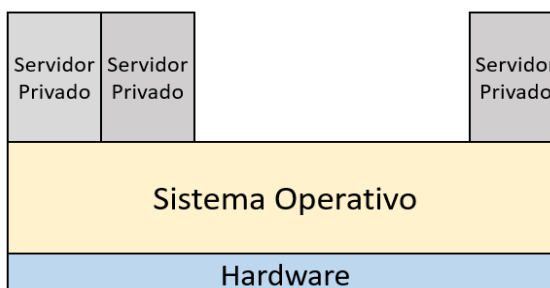 Servidor
Privado
Servidor
Privado
Servidor
Privado
Sistema Operativo
Hardware